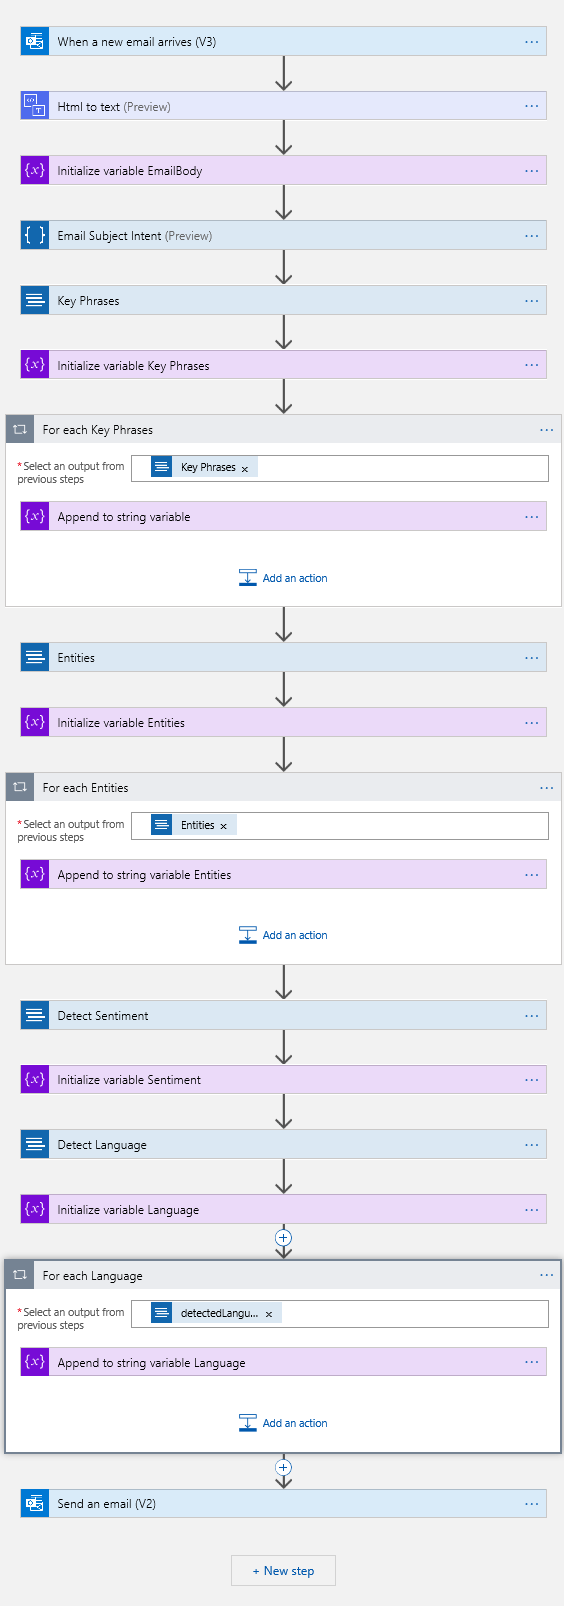 When a new email arrives (V3)
Html to text (Preview)
{x} Initialize variable EmailBody
Email Subject Intent (Preview)
Key Phrases
{x} Initialize variable Key Phrases
For each Key Phrases
*Select an output from
previous steps
Key Phrases ×
{x} Append to string variable
Add an action
Entities
{x} Initialize variable Entities
For each Entities
*Select an output from
previous steps
Entities ×
{x} Append to string variable Entities
Add an action
Detect Sentiment
{x} Initialize variable Sentiment
Detect Language
{x} Initialize variable Language
For each Language
*Select an output from
previous steps
detectedLangu... ×
{x} Append to string variable Language
Add an action
Send an email (V2)
+ New step